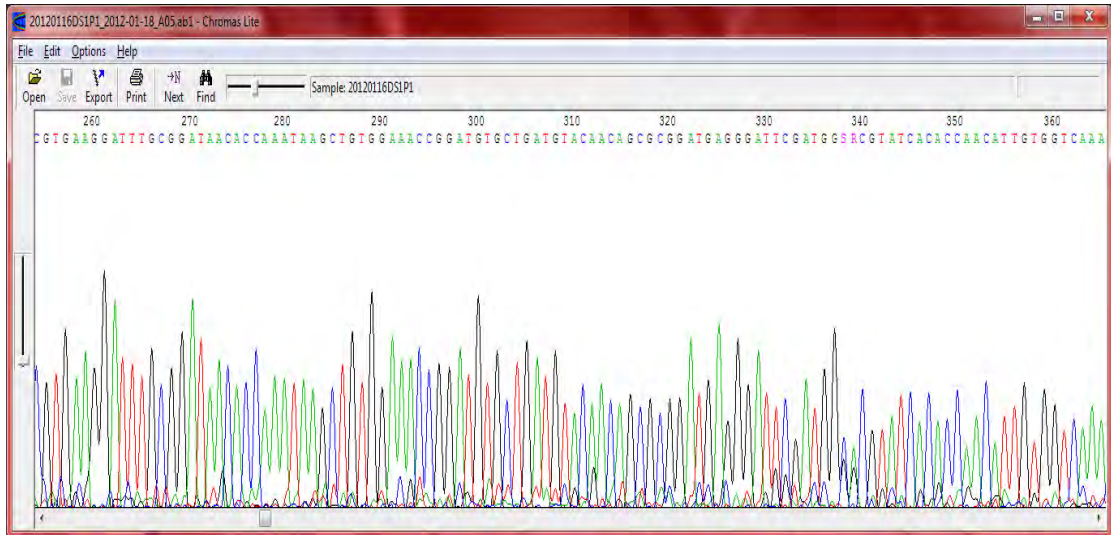 20120116DS1P1_2012-01-18_A05.ab1 - Chromas Lite
File Edit Options Help
Open Save Export Print Next Find Sample: 20120116DS1P1
→N
260 270 280 290 300 310 320 330 340 350 360
CGTGAAGGATTTGCGGATAACACCAAATAAGCTGTGGAAACCGGATGTGCTGATGTACAACAGCGCGGATGAGGGATTCGATGGSRCGTATCACACCAACATTGTGGTCAAA